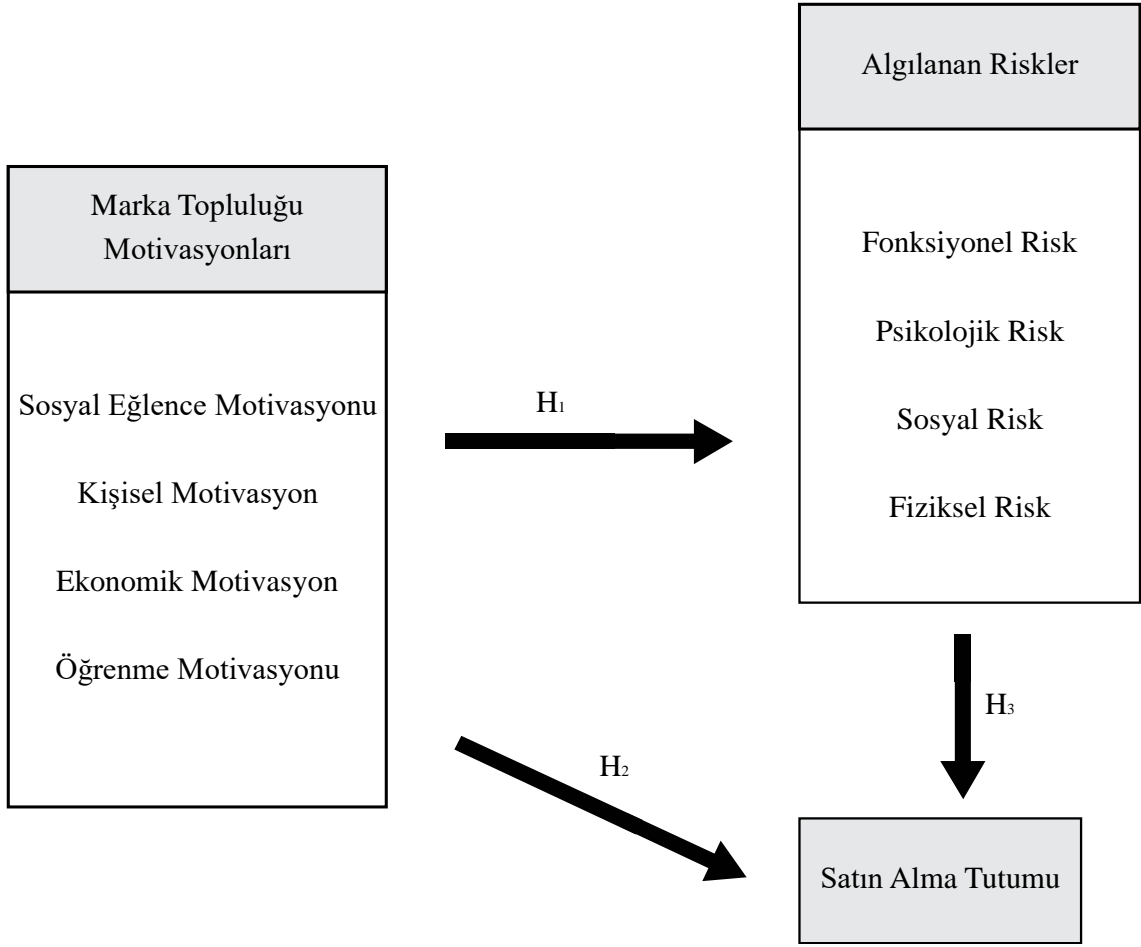 Marka Topluluğu
Motivasyonları
Sosyal Eğlence Motivasyonu
Kişisel Motivasyon
Ekonomik Motivasyon
Öğrenme Motivasyonu
H₁
H₂
Algılanan Riskler
Fonksiyonel Risk
Psikolojik Risk
Sosyal Risk
Fiziksel Risk
H₃
Satın Alma Tutumu